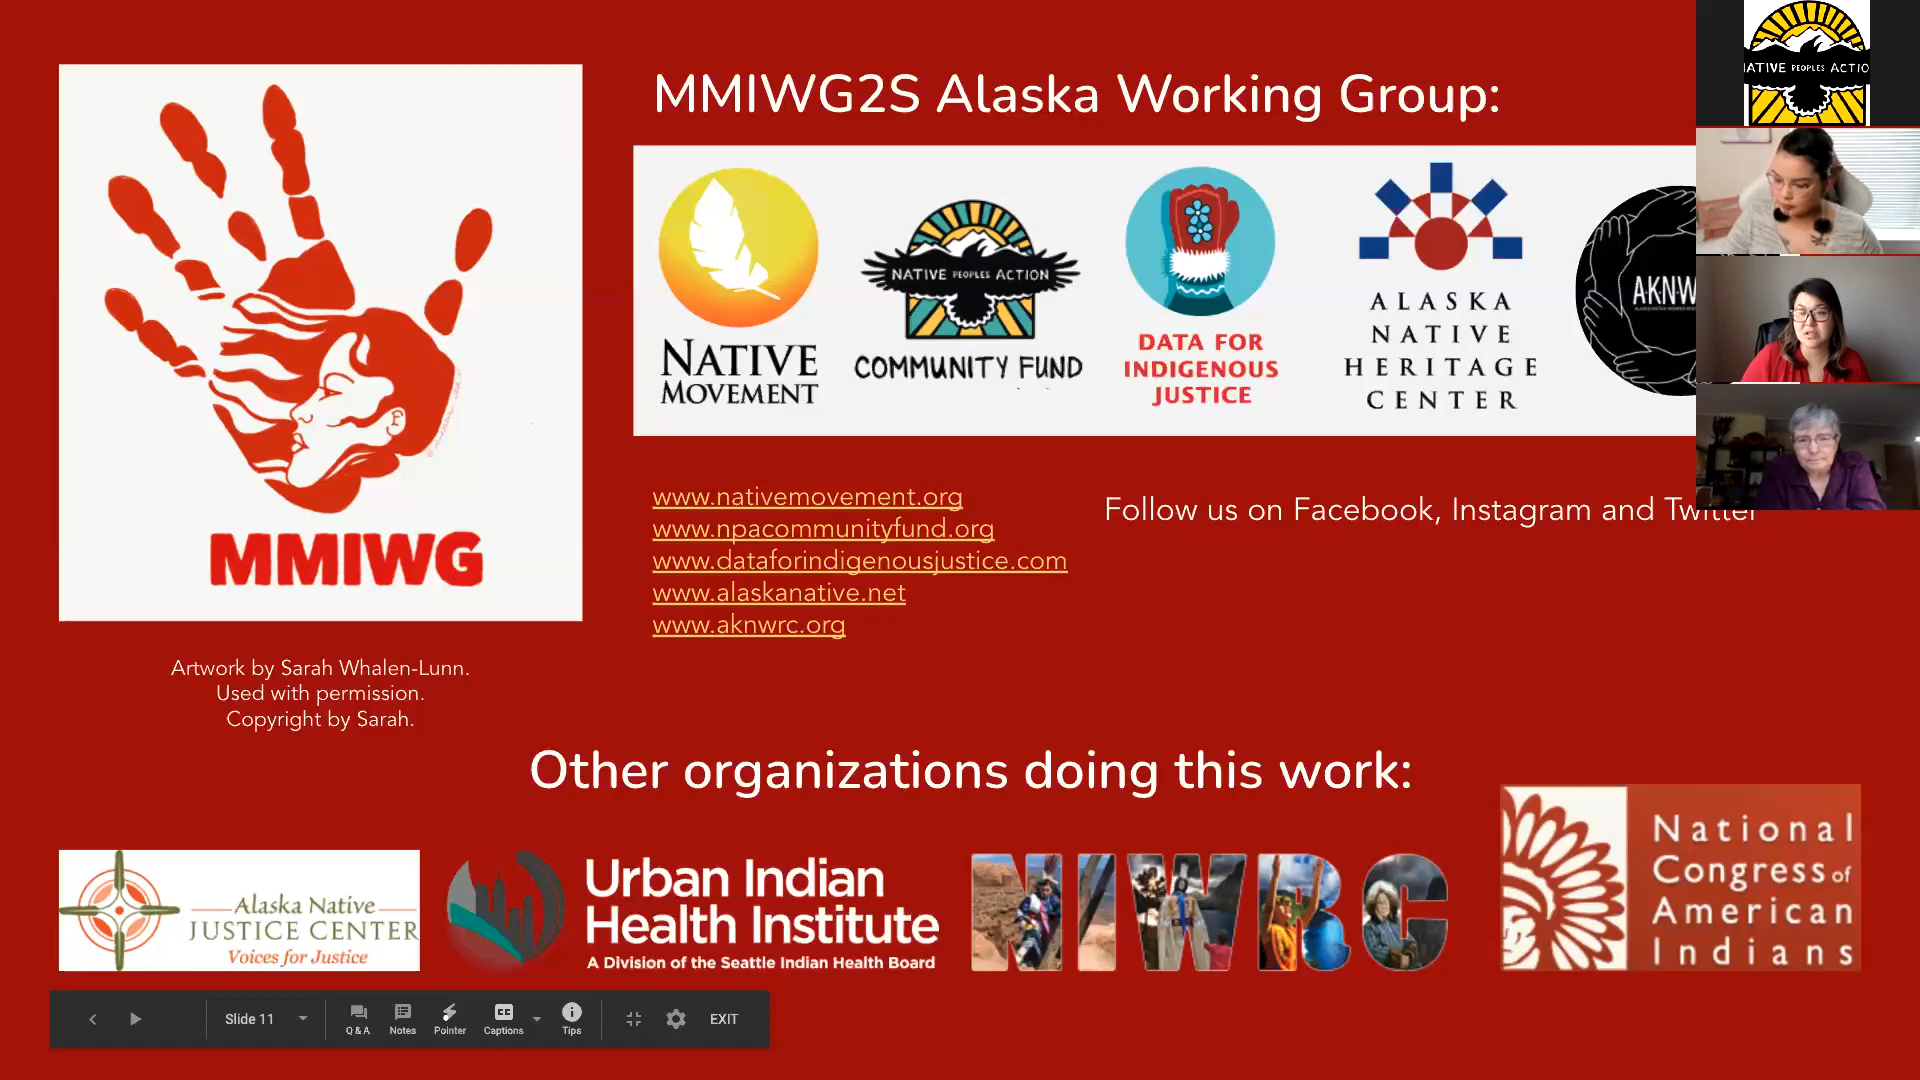 MMIWG2S Alaska Working Group:
NATIVE PEOPLES ACTION
NATIVE
MOVEMENT
NATIVE PEOPLES ACTION
COMMUNITY FUND
DATA FOR
INDIGENOUS
JUSTICE
ALASKA
NATIVE
HERITAGE
CENTER
AKNW
MMIWG
Artwork by Sarah Whalen-Lunn.
Used with permission.
Copyright by Sarah.
www.nativemovement.org
www.npacommunityfund.org
www.dataforindigenousjustice.com
www.alaskanative.net
www.aknwrc.org
Follow us on Facebook, Instagram and Twitter
Other organizations doing this work:
Alaska Native
JUSTICE CENTER
Voices for Justice
Urban Indian
Health Institute
A Division of the Seattle Indian Health Board
NIWRC
National
Congress of
American
Indians
Slide 11
Q & A
Notes
Pointer
CC
Captions
Tips
EXIT